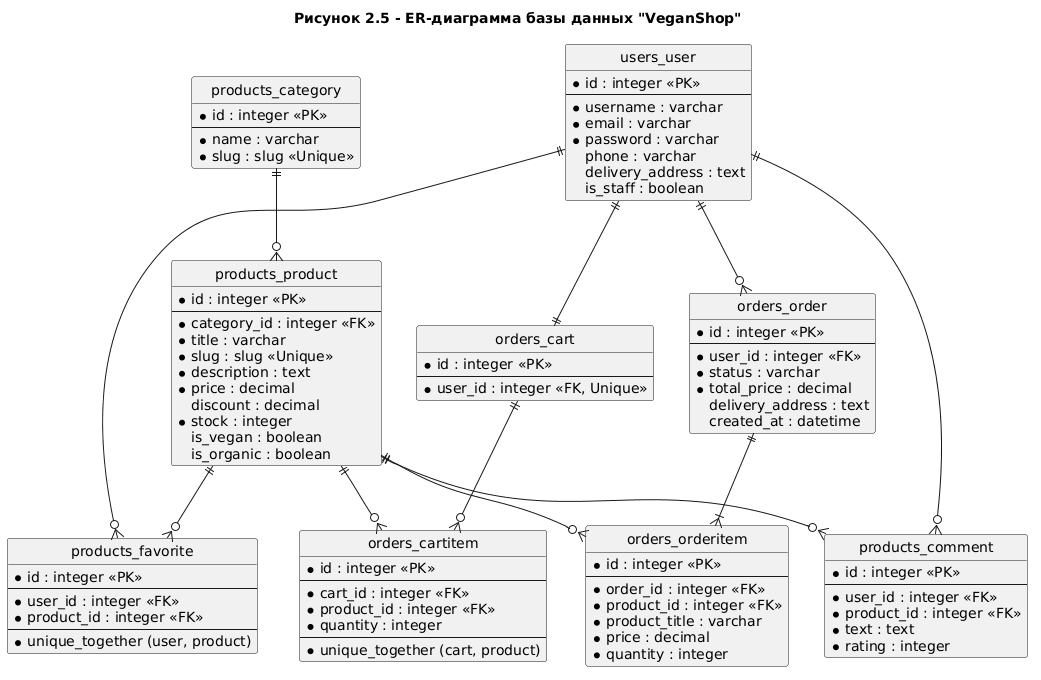 Рисунок 2.5 - ER-диаграмма базы данных "VeganShop"
users_user
id : integer «PK»
username : varchar
email : varchar
password : varchar
phone : varchar
delivery_address : text
is_staff : boolean
products_category
id : integer «PK»
name : varchar
slug : slug «Unique»
products_product
id : integer «PK»
category_id : integer «FK»
title : varchar
slug : slug «Unique»
description : text
price : decimal
discount : decimal
stock : integer
is_vegan : boolean
is_organic : boolean
orders_cart
id : integer «PK»
user_id : integer «FK, Unique»
orders_order
id : integer «PK»
user_id : integer «FK»
status : varchar
total_price : decimal
delivery_address : text
created_at : datetime
products_favorite
id : integer «PK»
user_id : integer «FK»
product_id : integer «FK»
unique_together (user, product)
orders_cartitem
id : integer «PK»
cart_id : integer «FK»
product_id : integer «FK»
quantity : integer
unique_together (cart, product)
orders_orderitem
id : integer «PK»
order_id : integer «FK»
product_id : integer «FK»
product_title : varchar
price : decimal
quantity : integer
products_comment
id : integer «PK»
user_id : integer «FK»
product_id : integer «FK»
text : text
rating : integer